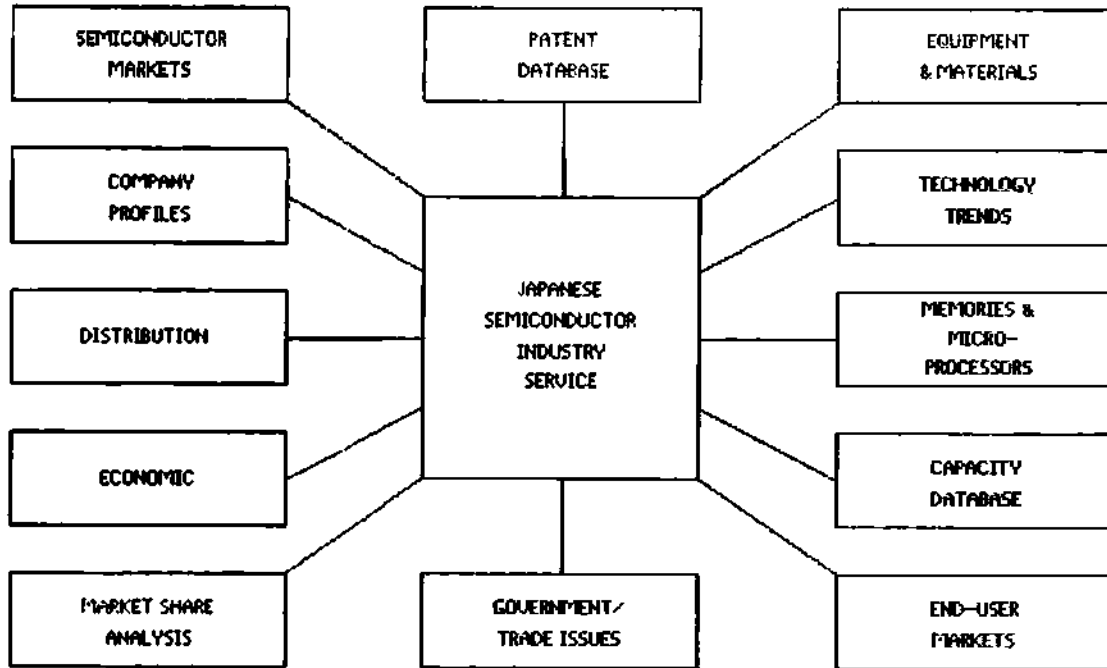 SEMICONDUCTOR
MARKETS
PATENT
DATABASE
EQUIPMENT
& MATERIALS
COMPANY
PROFILES
TECHNOLOGY
TRENDS
JAPANESE
SEMICONDUCTOR
INDUSTRY
SERVICE
DISTRIBUTION
MEMORIES &
MICRO-
PROCESSORS
ECONOMIC
CAPACITY
DATABASE
MARKET SHARE
ANALYSIS
GOVERNMENT/
TRADE ISSUES
END-USER
MARKETS